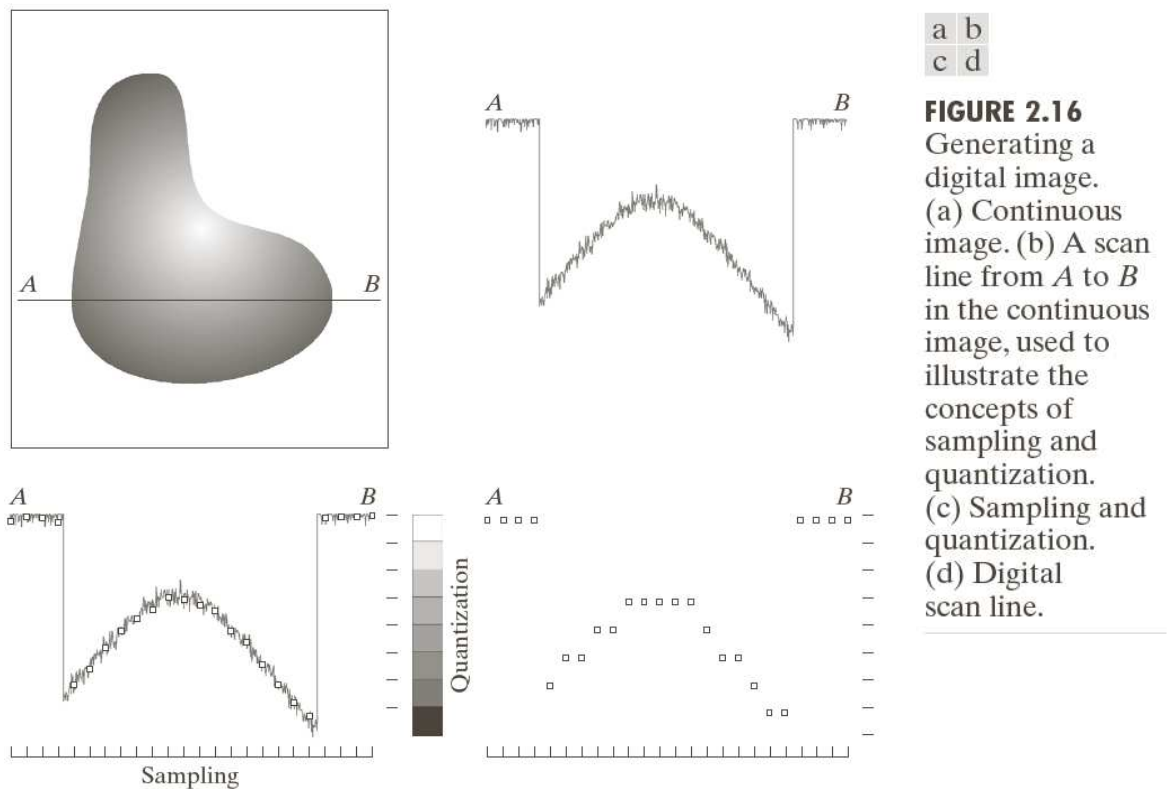 A
B
A
B
A
B
Quantization
Sampling
A
B
a b
c d
FIGURE 2.16
Generating a
digital image.
(a) Continuous
image. (b) A scan
line from A to B
in the continuous
image, used to
illustrate the
concepts of
sampling and
quantization.
(c) Sampling and
quantization.
(d) Digital
scan line.